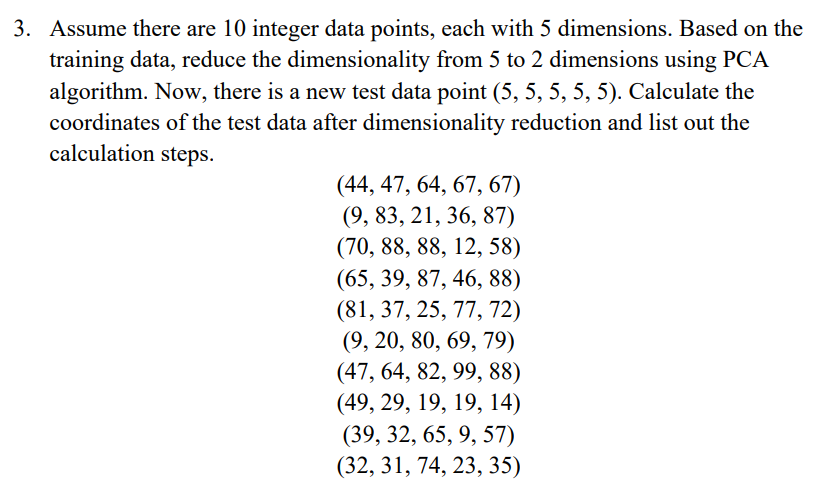 3. Assume there are 10 integer data points, each with 5 dimensions. Based on the
training data, reduce the dimensionality from 5 to 2 dimensions using PCA
algorithm. Now, there is a new test data point (5, 5, 5, 5, 5). Calculate the
coordinates of the test data after dimensionality reduction and list out the
calculation steps.
(44, 47, 64, 67, 67)
(9, 83, 21, 36, 87)
(70, 88, 88, 12, 58)
(65, 39, 87, 46, 88)
(81, 37, 25, 77, 72)
(9, 20, 80, 69, 79)
(47, 64, 82, 99, 88)
(49, 29, 19, 19, 14)
(39, 32, 65, 9, 57)
(32, 31, 74, 23, 35)